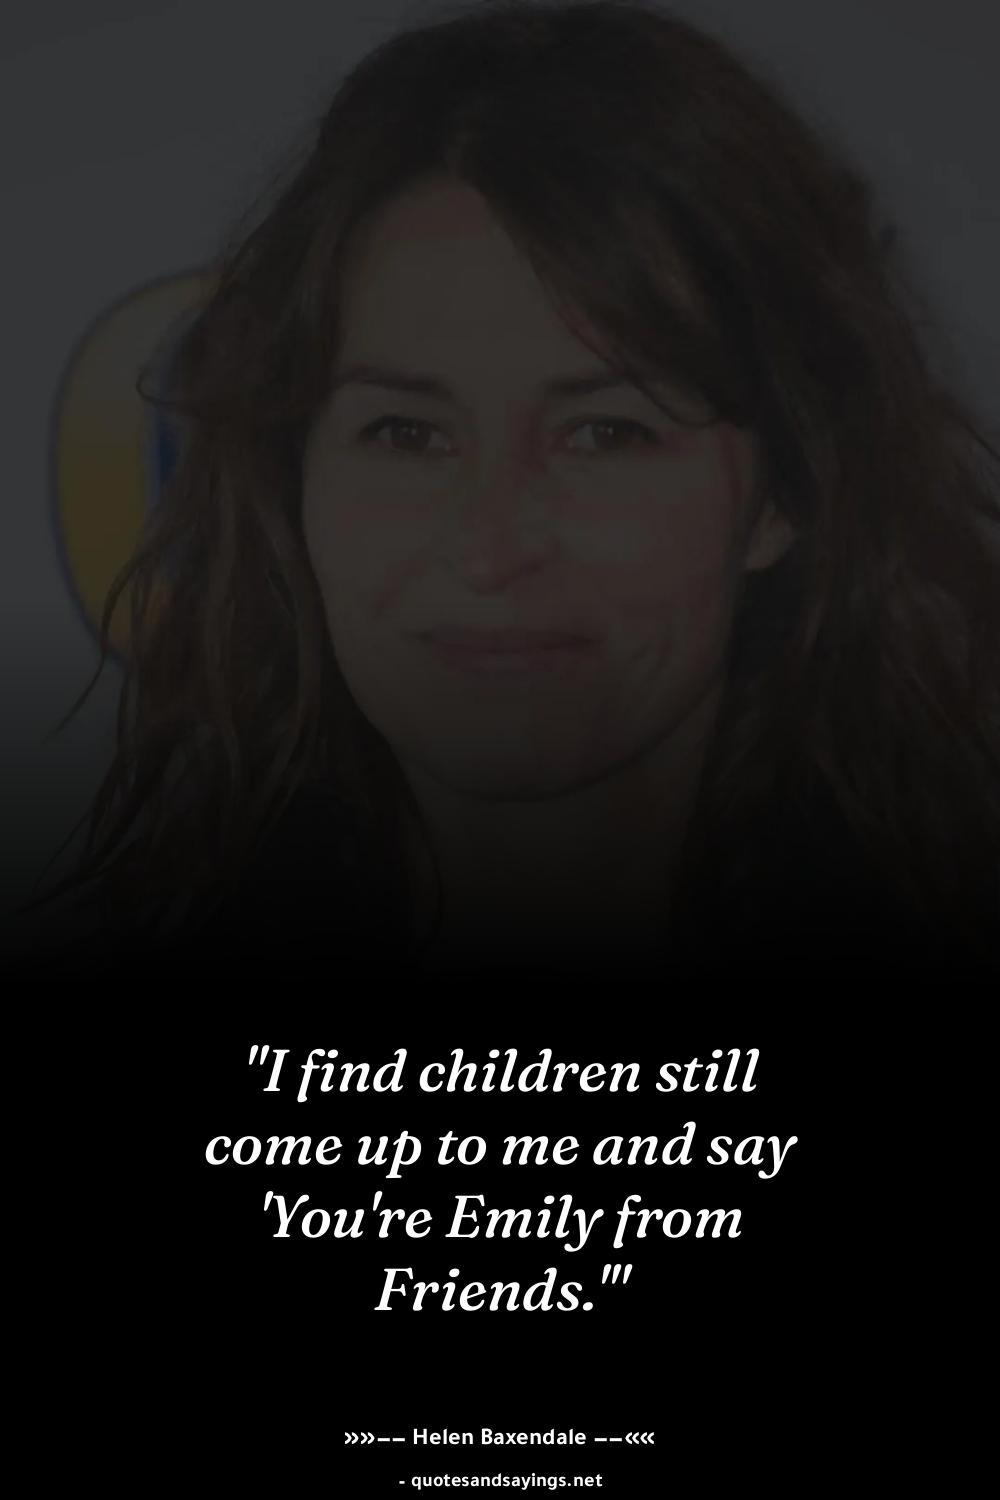 "I find children still
come up to me and say
'You're Emily from
Friends.'"
»»−− Helen Baxendale −−««
- quotesandsayings.net